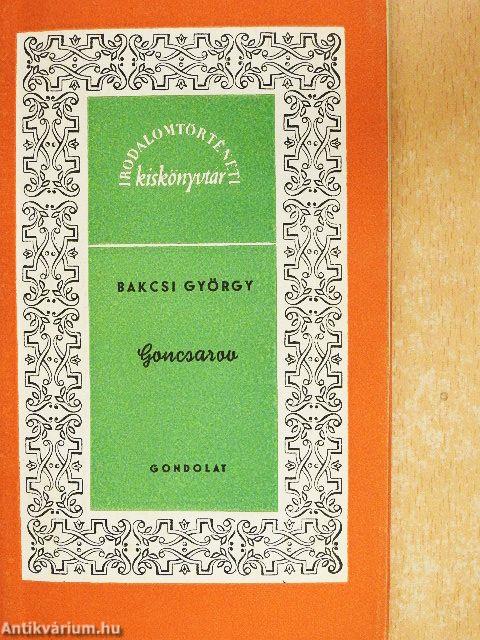 IRODALOMTÖRTÉNETI
kiskönyvtár
BAKCSI GYÖRGY
Goncsarov
GONDOLAT
Antikvárium.hu